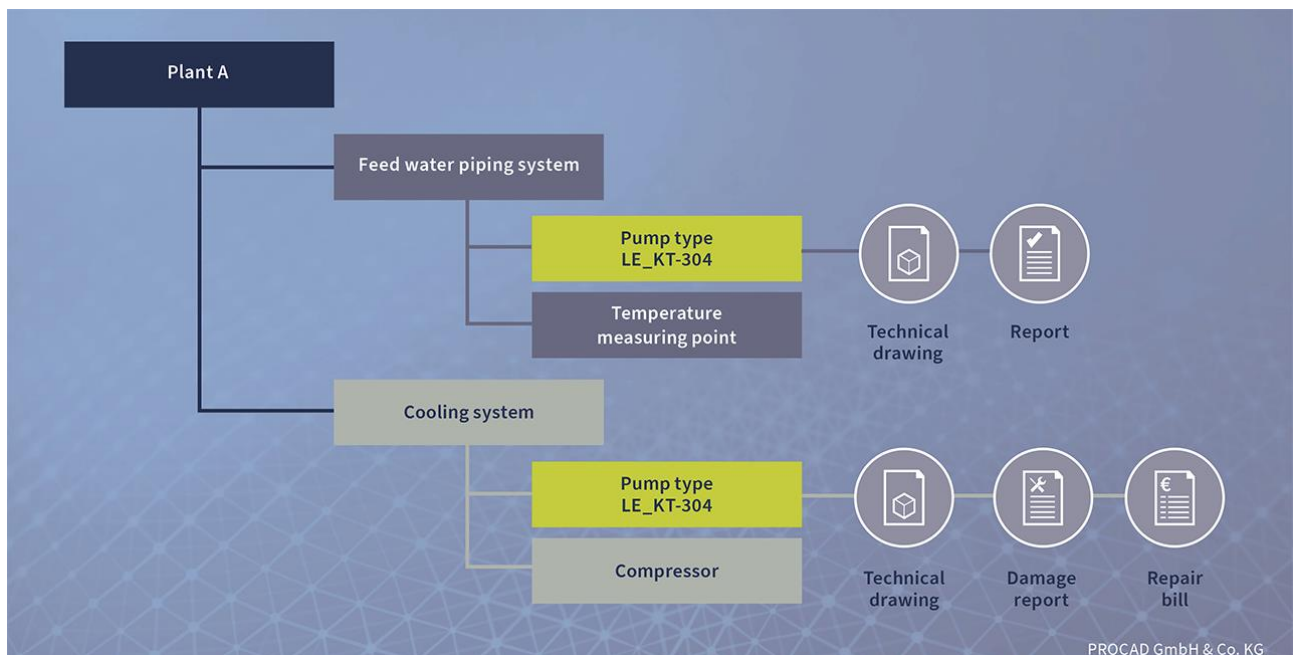 Plant A
Feed water piping system
Pump type
LE_KT-304
Temperature
measuring point
Technical
drawing
Report
Cooling system
Pump type
LE_KT-304
Compressor
€
Technical
drawing
Damage
report
Repair
bill
PROCAD GmbH & Co. KG